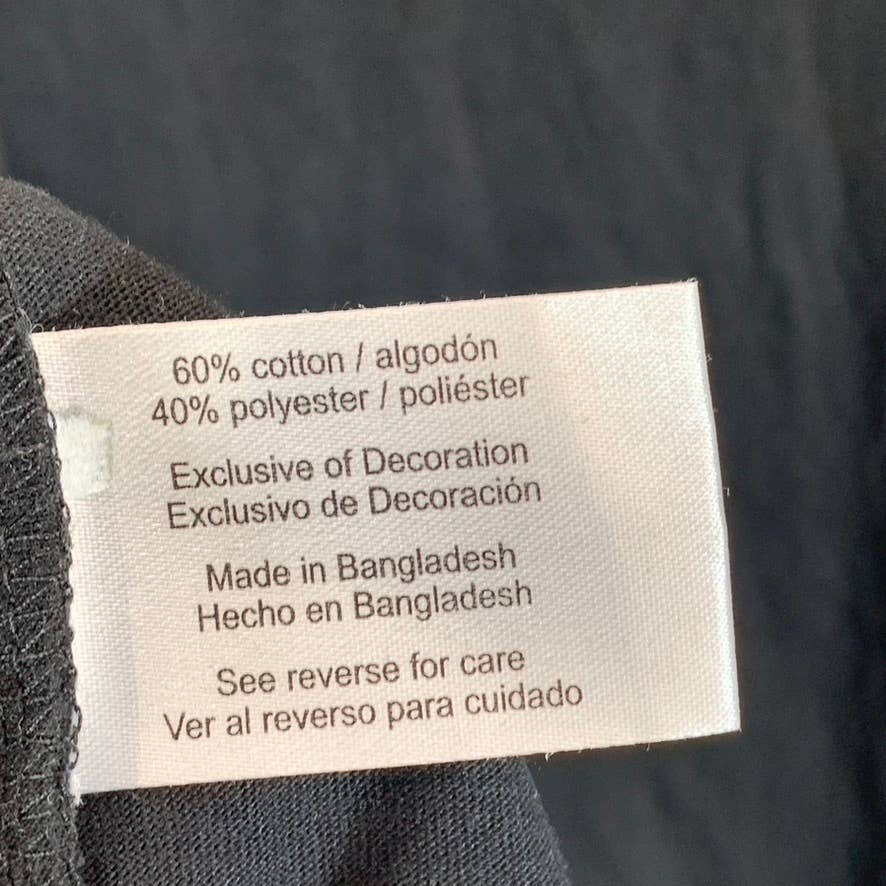 60% cotton / algodón
40% polyester / poliéster
Exclusive of Decoration
Exclusivo de Decoración
Made in Bangladesh
Hecho en Bangladesh
See reverse for care
Ver al reverso para cuidado